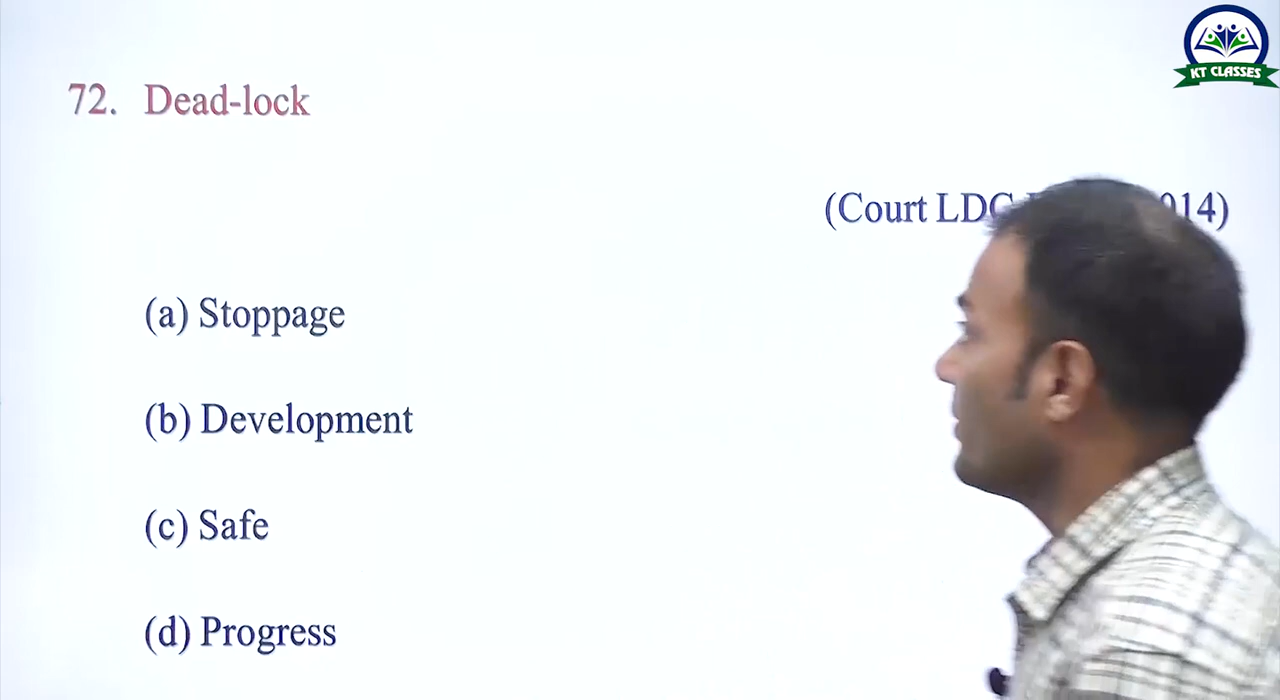 KT CLASSES
72. Dead-lock
(Court LDC 014)
(a) Stoppage
(b) Development
(c) Safe
(d) Progress